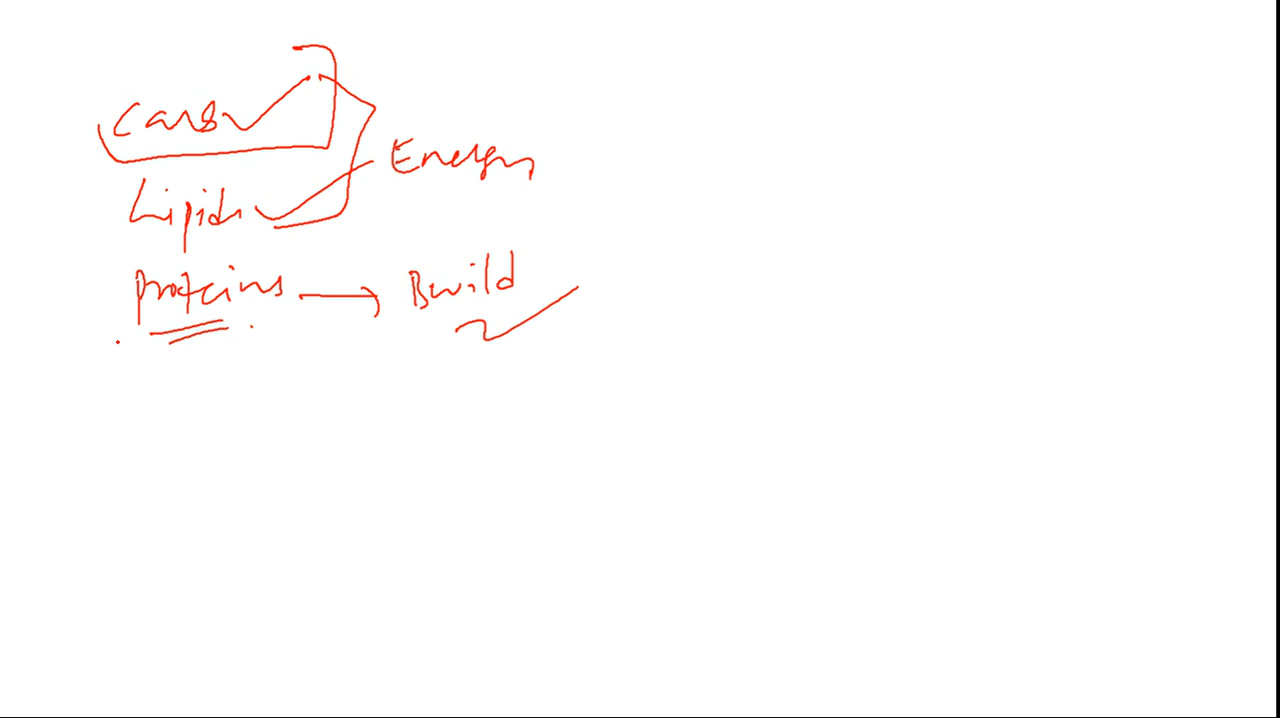 Carbs
Energy
Lipids
Proteins → Build